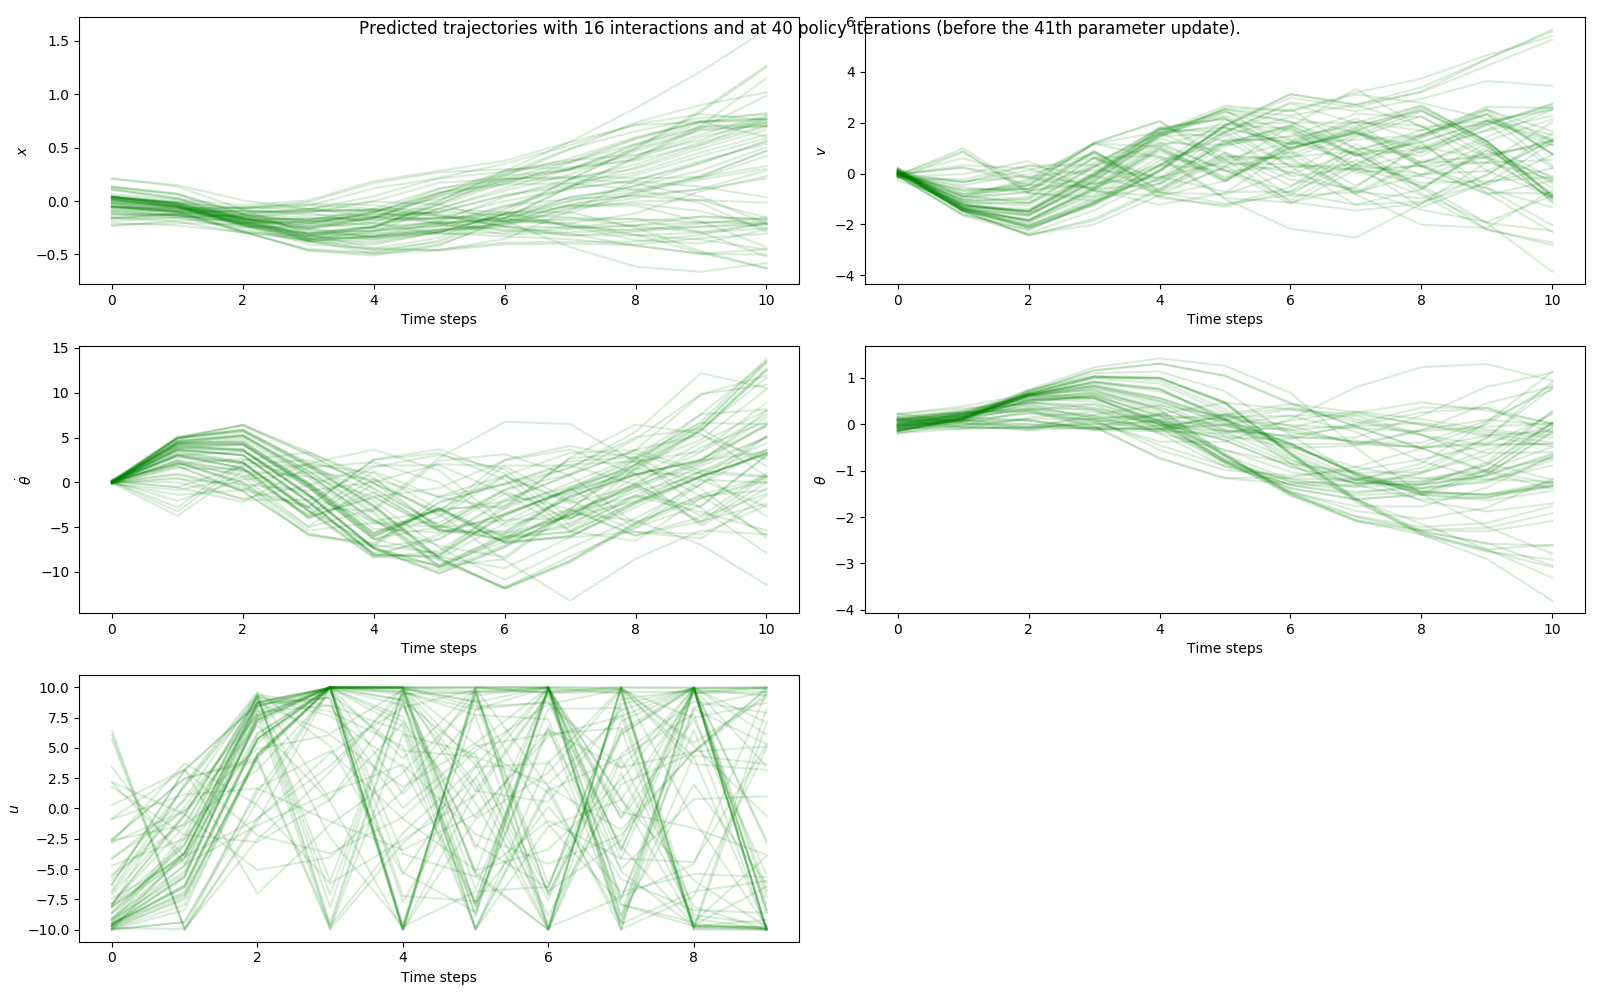 Predicted trajectories with 16 interactions and at 40 policy iterations (before the 41th parameter update).
1.5
1.0
0.5
0.0
−0.5
x
0 2 4 6 8 10
Time steps
6
4
2
0
−2
−4
v
0 2 4 6 8 10
Time steps
15
10
5
0
−5
−10
θ̇
0 2 4 6 8 10
Time steps
1
0
−1
−2
−3
−4
θ
0 2 4 6 8 10
Time steps
10.0
7.5
5.0
2.5
0.0
−2.5
−5.0
−7.5
−10.0
u
0 2 4 6 8
Time steps